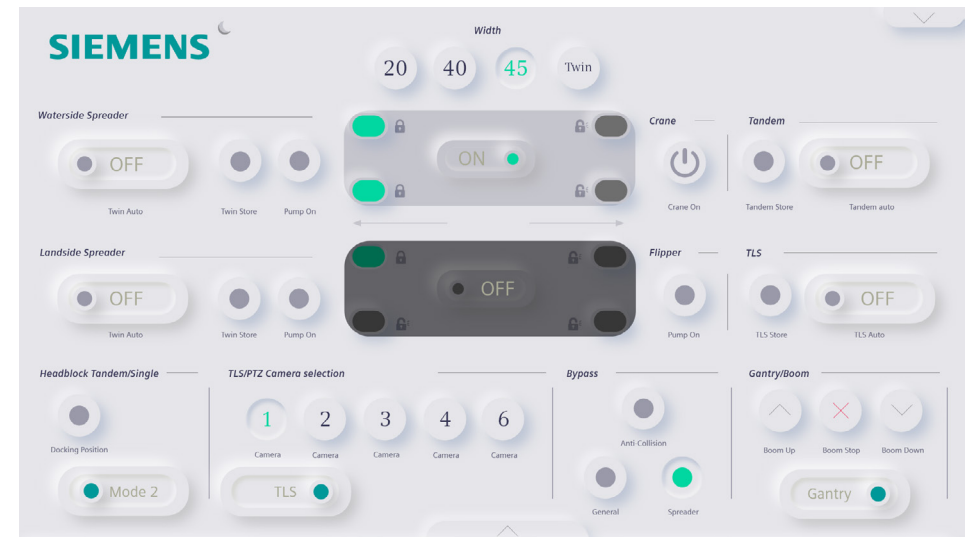 SIEMENS
Width
20 40 45 Twin
Waterside Spreader
OFF
Twin Auto Twin Store Pump On
ON
Crane
Crane On
Tandem
OFF
Tandem Store Tandem auto
Landside Spreader
OFF
Twin Auto Twin Store Pump On
OFF
Flipper
Pump On
TLS
OFF
TLS Store TLS Auto
Headblock Tandem/Single
Docking Position
Mode 2
TLS/PTZ Camera selection
1 2 3 4 6
Camera Camera Camera Camera Camera
TLS
Bypass
Anti-Collision
General Spreader
Gantry/Boom
Boom Up Boom Stop Boom Down
Gantry